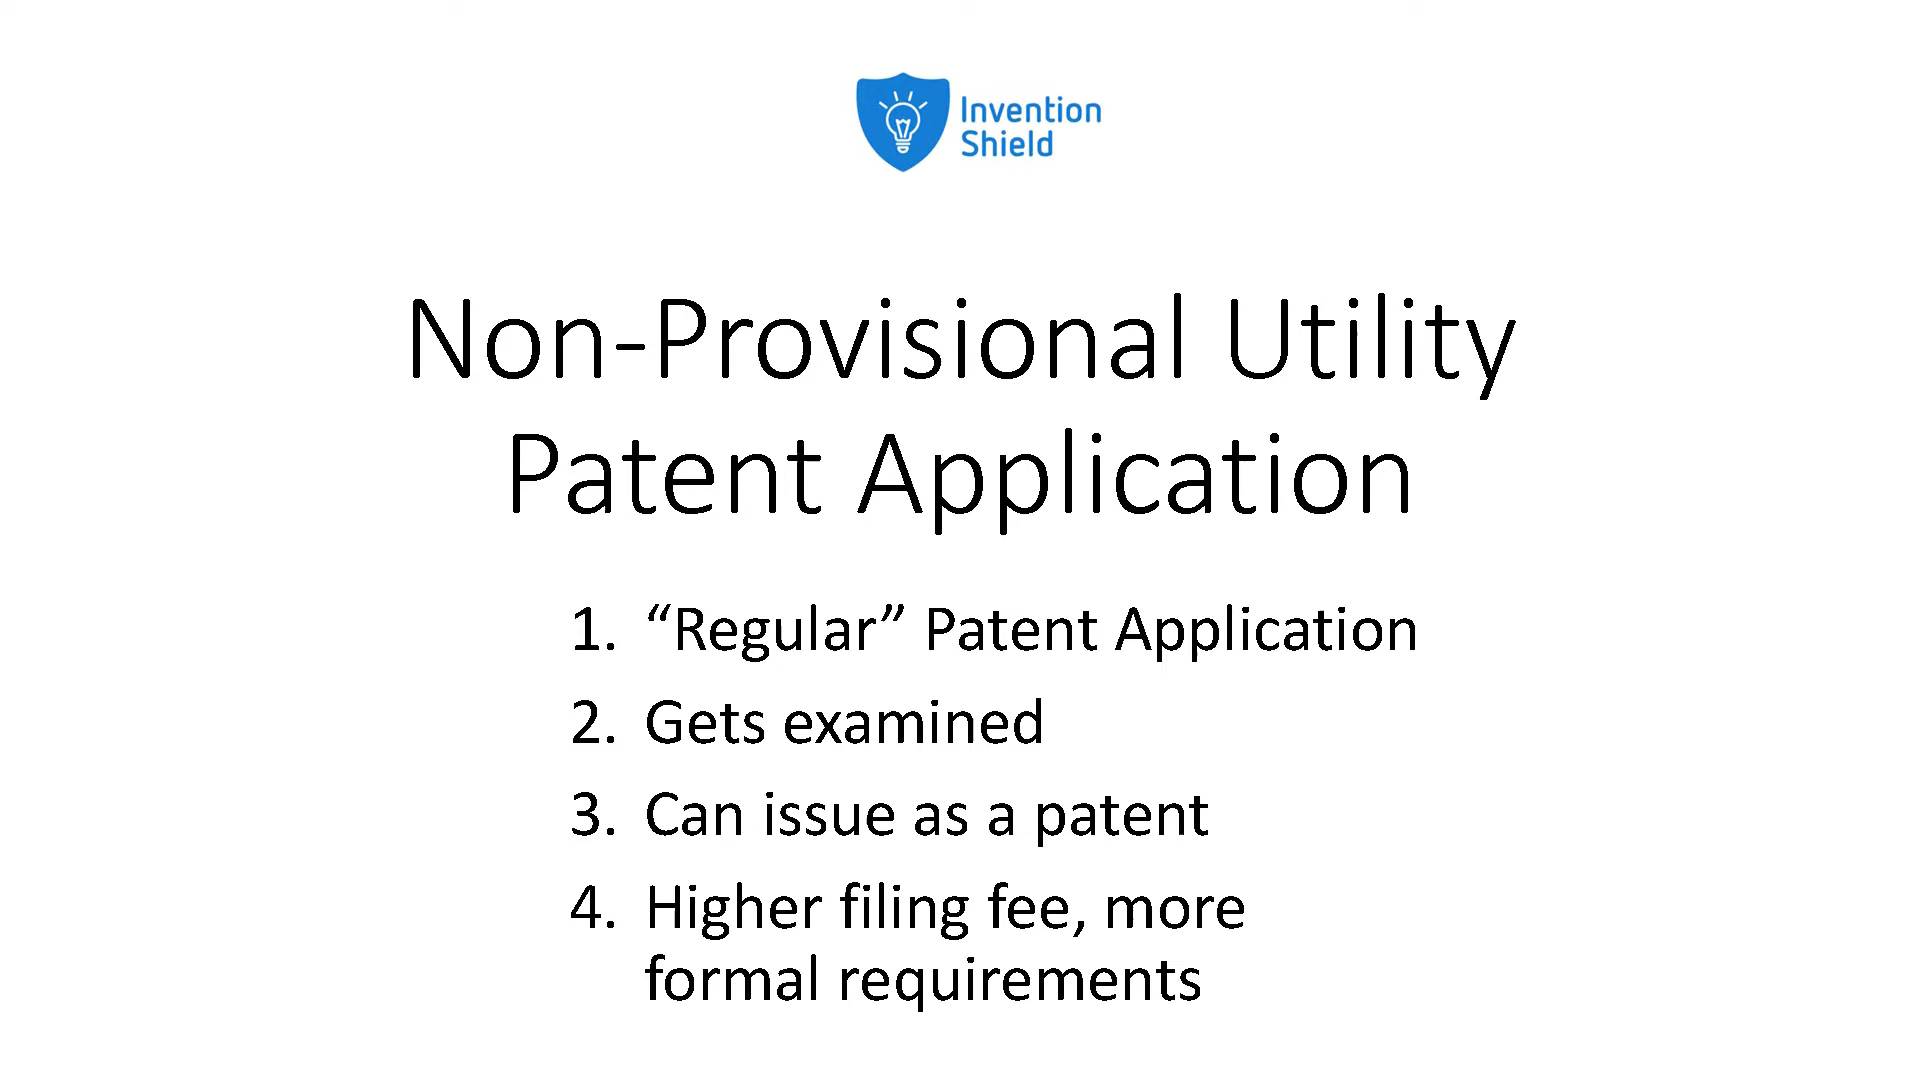 Invention
Shield
Non-Provisional Utility
Patent Application
1. “Regular” Patent Application
2. Gets examined
3. Can issue as a patent
4. Higher filing fee, more
formal requirements